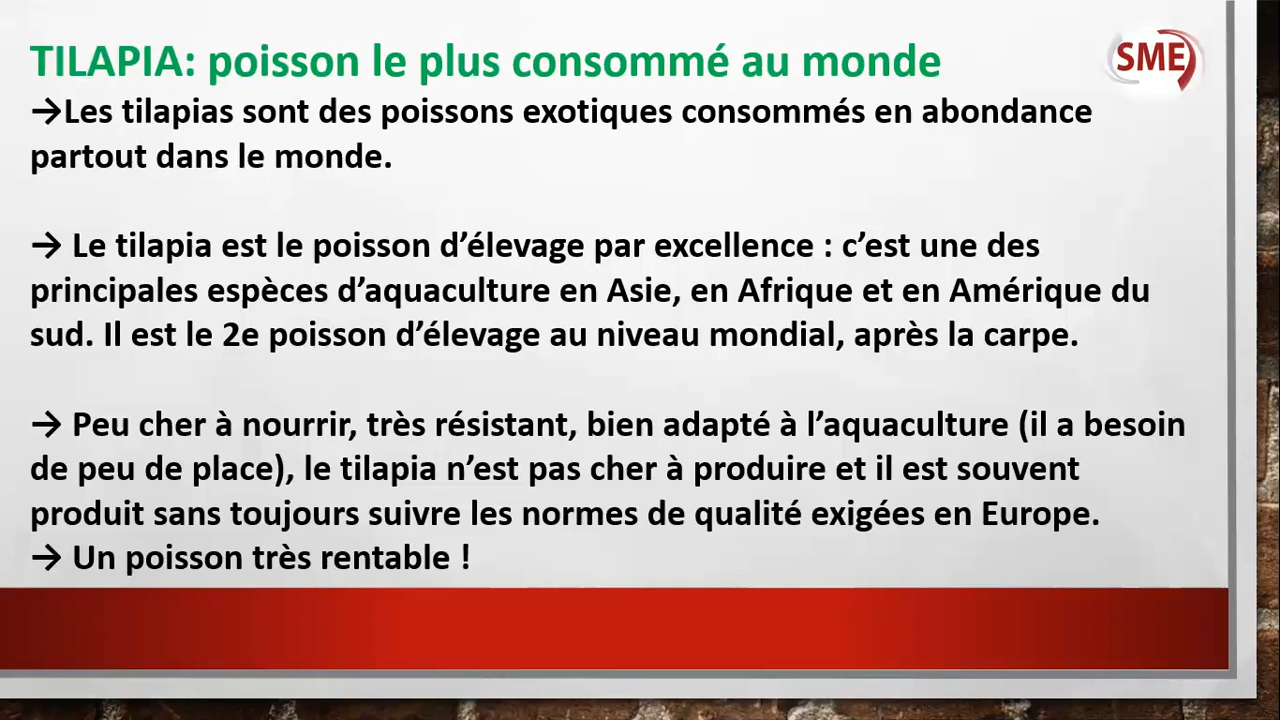 TILAPIA: poisson le plus consommé au monde
SME
→Les tilapias sont des poissons exotiques consommés en abondance
partout dans le monde.
→ Le tilapia est le poisson d’élevage par excellence : c’est une des
principales espèces d’aquaculture en Asie, en Afrique et en Amérique du
sud. Il est le 2e poisson d’élevage au niveau mondial, après la carpe.
→ Peu cher à nourrir, très résistant, bien adapté à l’aquaculture (il a besoin
de peu de place), le tilapia n’est pas cher à produire et il est souvent
produit sans toujours suivre les normes de qualité exigées en Europe.
→ Un poisson très rentable !